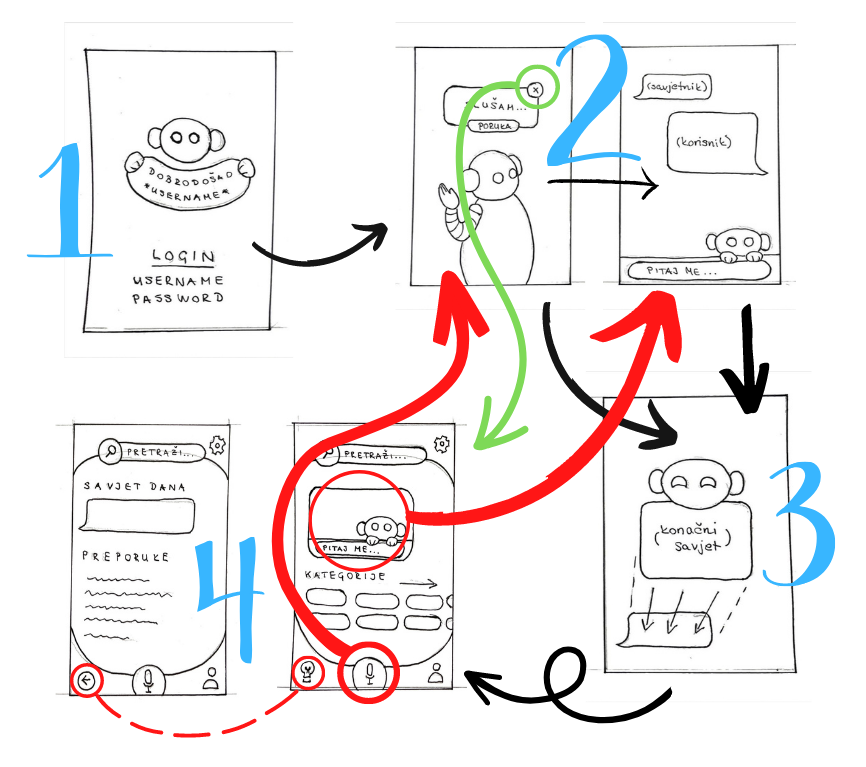 1
DOBRODOŠAO
*USERNAME*
LOGIN
USERNAME
PASSWORD
2
SLUŠAM...
x
PORUKA
(savjetnik)
(korisnik)
PITAJ ME...
3
(konačni
savjet)
4
PRETRAŽI...
SAVJET DANA
PREPORUKE
PRETRAŽI....
PITAJ ME...
KATEGORIJE